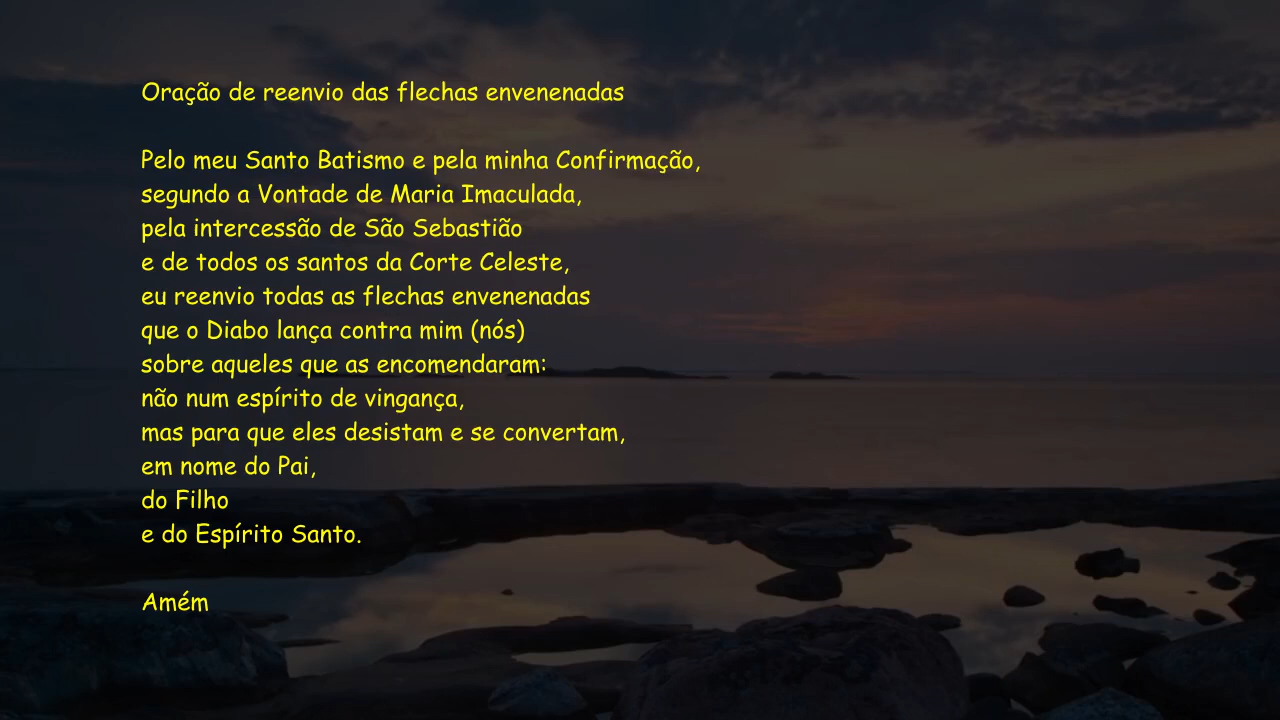 Oração de reenvio das flechas envenenadas
Pelo meu Santo Batismo e pela minha Confirmação,
segundo a Vontade de Maria Imaculada,
pela intercessão de São Sebastião
e de todos os santos da Corte Celeste,
eu reenvio todas as flechas envenenadas
que o Diabo lança contra mim (nós)
sobre aqueles que as encomendaram:
não num espírito de vingança,
mas para que eles desistam e se convertam,
em nome do Pai,
do Filho
e do Espírito Santo.
Amém